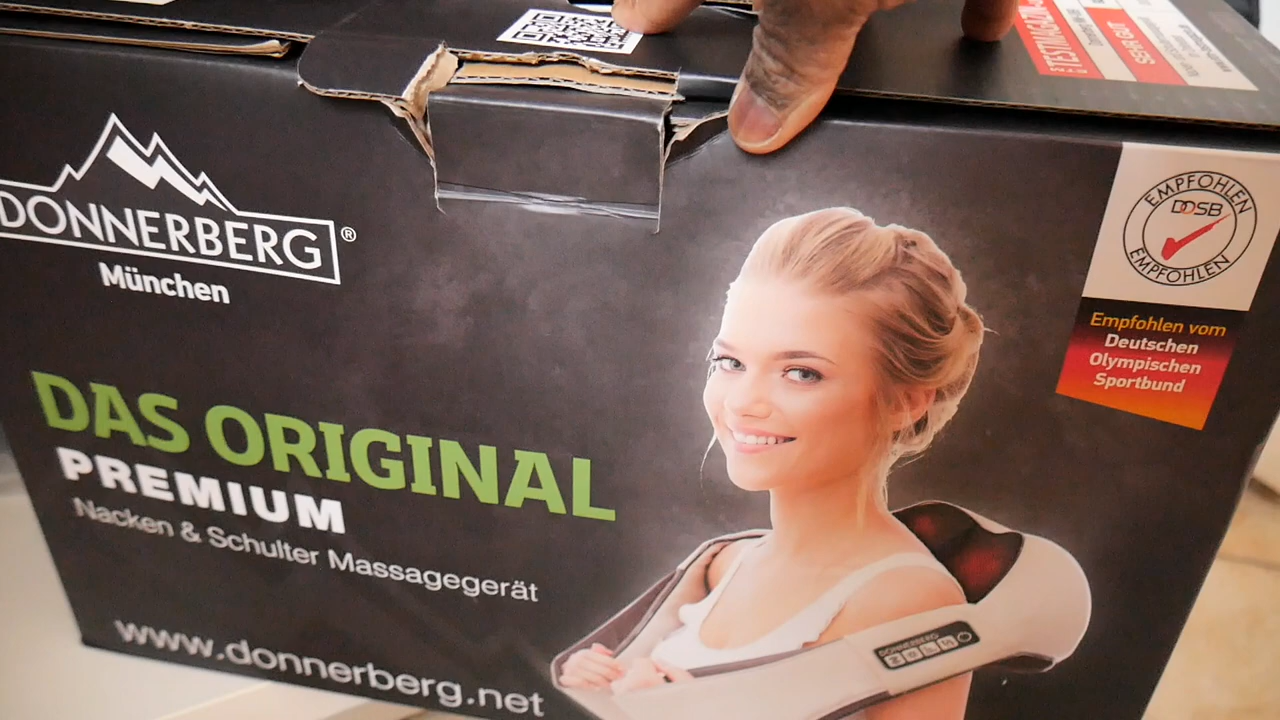 TESTMAGAZIN
SEHR GUT
DONNERBERG®
München
EMPFOHLEN
DOSB
EMPFOHLEN
Empfohlen vom
Deutschen
Olympischen
Sportbund
DAS ORIGINAL
PREMIUM
Nacken & Schulter Massagegerät
www.donnerberg.net
DONNERBERG